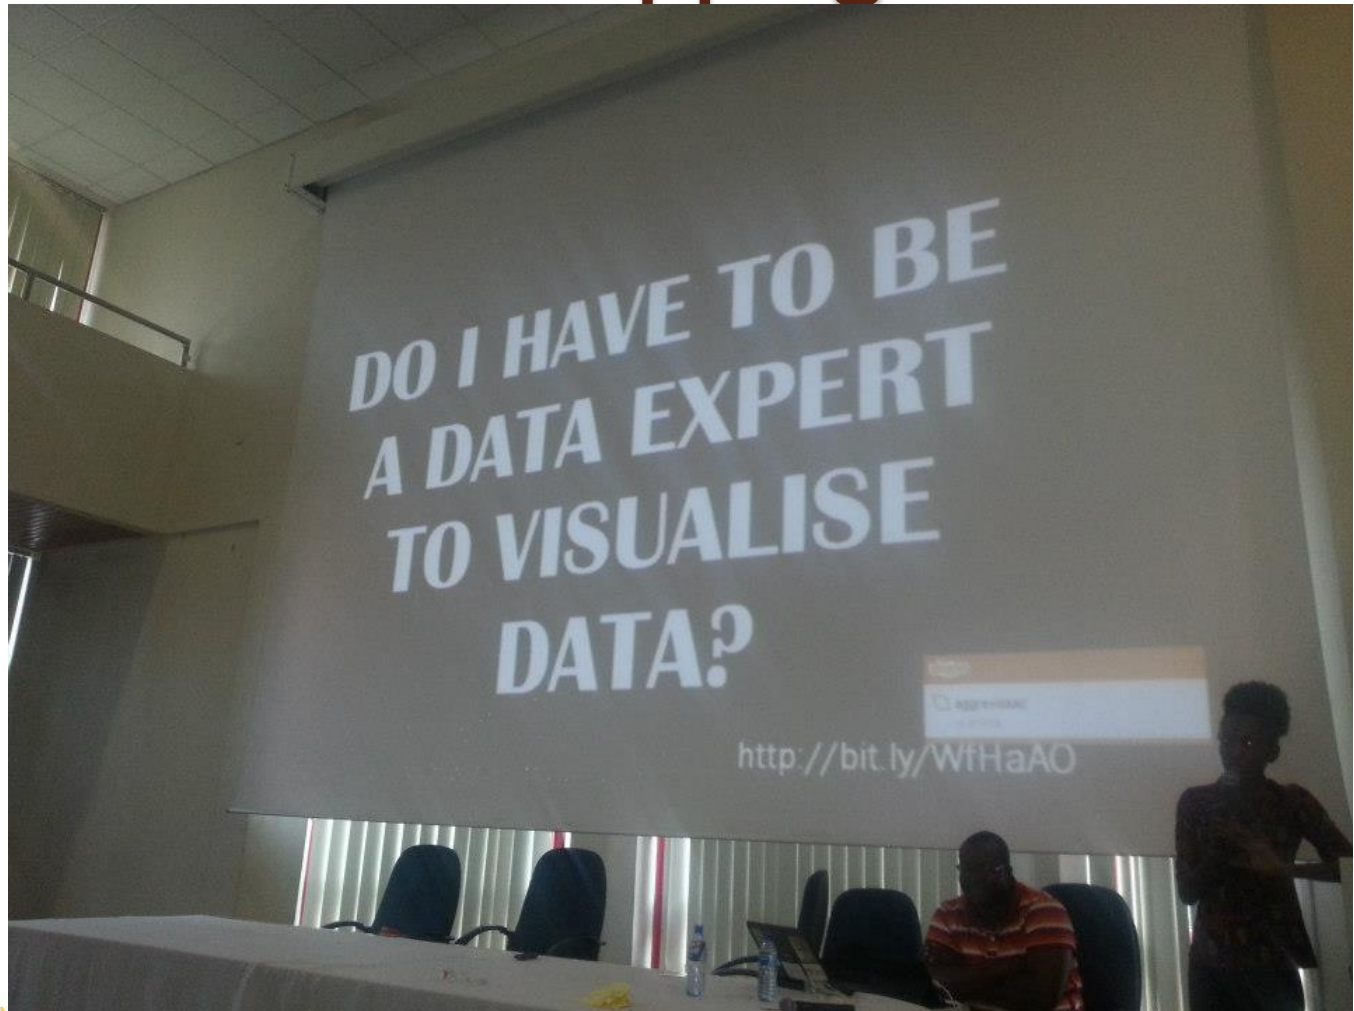 DO I HAVE TO BE
A DATA EXPERT
TO VISUALISE
DATA?
http://bit.ly/WfHaAO